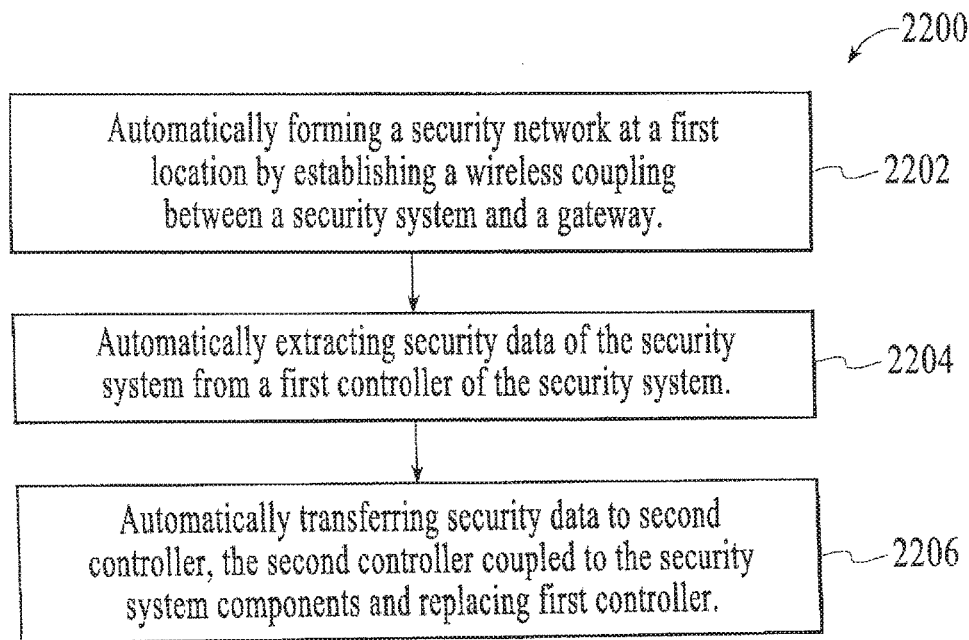 2200
Automatically forming a security network at a first
location by establishing a wireless coupling
between a security system and a gateway.
2202
Automatically extracting security data of the security
system from a first controller of the security system.
2204
Automatically transferring security data to second
controller, the second controller coupled to the security
system components and replacing first controller.
2206